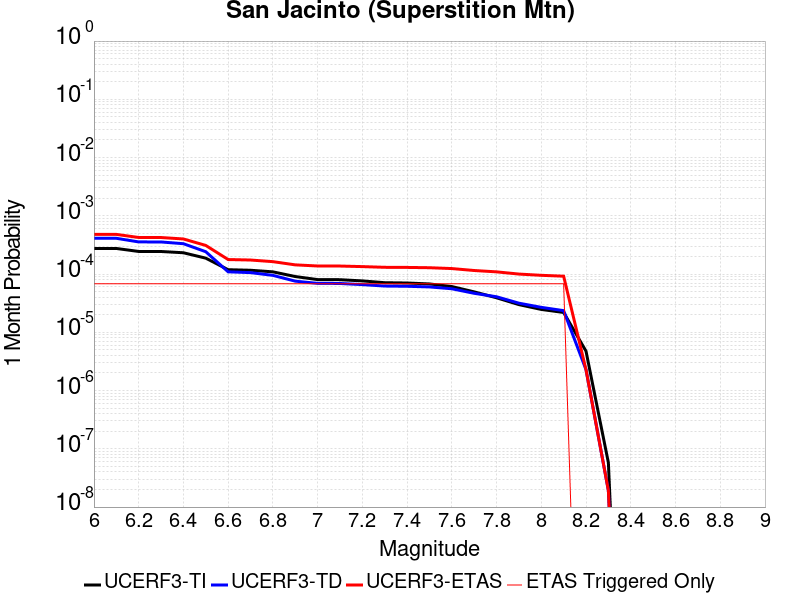 San Jacinto (Superstition Mtn)
10^0
10^-1
10^-2
10^-3
10^-4
10^-5
10^-6
10^-7
10^-8
1 Month Probability
6 6.2 6.4 6.6 6.8 7 7.2 7.4 7.6 7.8 8 8.2 8.4 8.6 8.8 9
Magnitude
UCERF3-TI UCERF3-TD UCERF3-ETAS ETAS Triggered Only